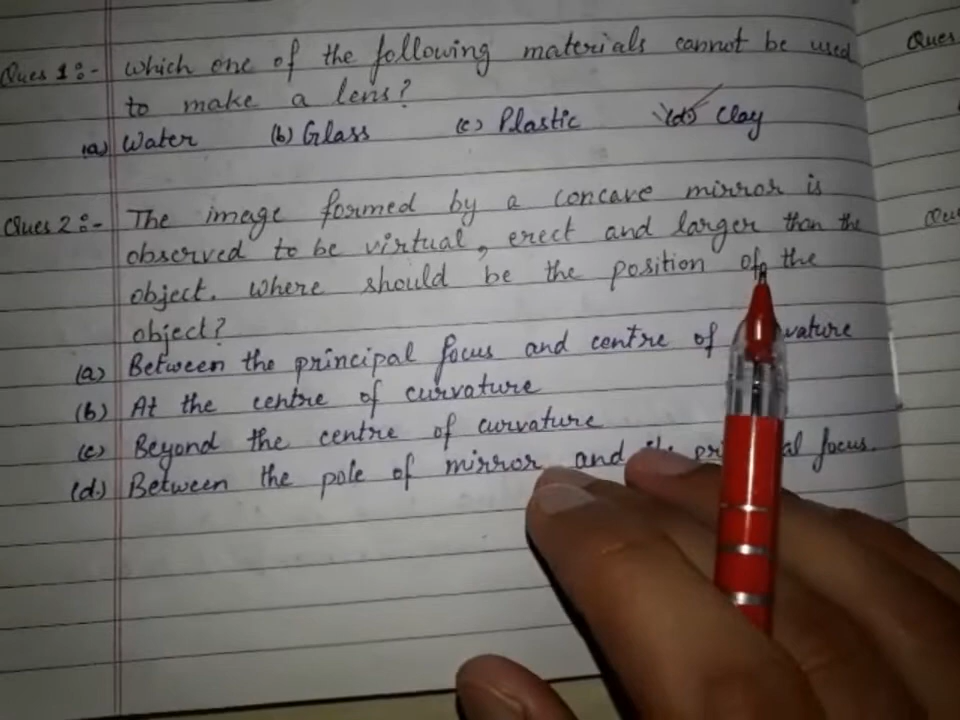 Ques 1:- Which one of the following materials cannot be used
to make a lens?
(a) Water (b) Glass (c) Plastic (d) Clay
Ques 2:- The image formed by a concave mirror is
observed to be virtual, erect and larger than the
object. Where should be the position of the
object?
(a) Between the principal focus and centre of
(b) At the centre of curvature
(c) Beyond the centre of curvature
(d) Between the pole of mirror and focus.
Ques